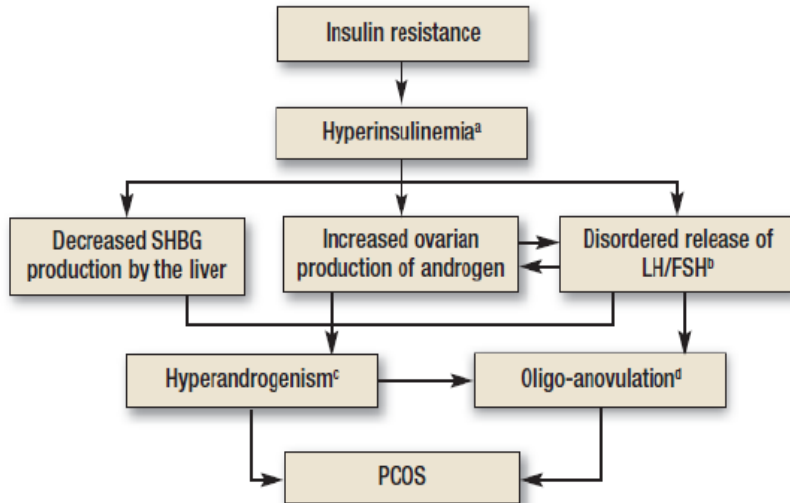 Insulin resistance
Hyperinsulinemiaᵃ
Decreased SHBG
production by the liver
Increased ovarian
production of androgen
Disordered release of
LH/FSHᵇ
Hyperandrogenismᶜ
Oligo-anovulationᵈ
PCOS